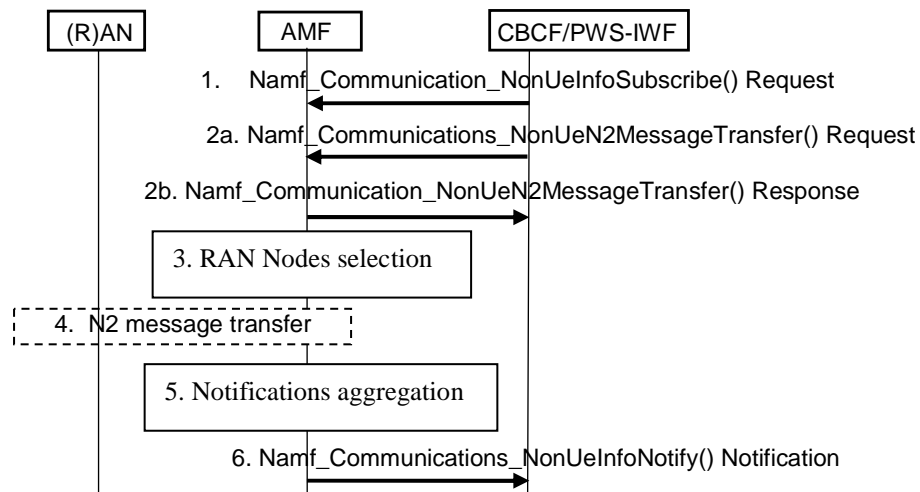 (R)AN
AMF
CBCF/PWS-IWF
1. Namf_Communication_NonUeInfoSubscribe() Request
2a. Namf_Communications_NonUeN2MessageTransfer() Request
2b. Namf_Communication_NonUeN2MessageTransfer() Response
3. RAN Nodes selection
4. N2 message transfer
5. Notifications aggregation
6. Namf_Communications_NonUeInfoNotify() Notification